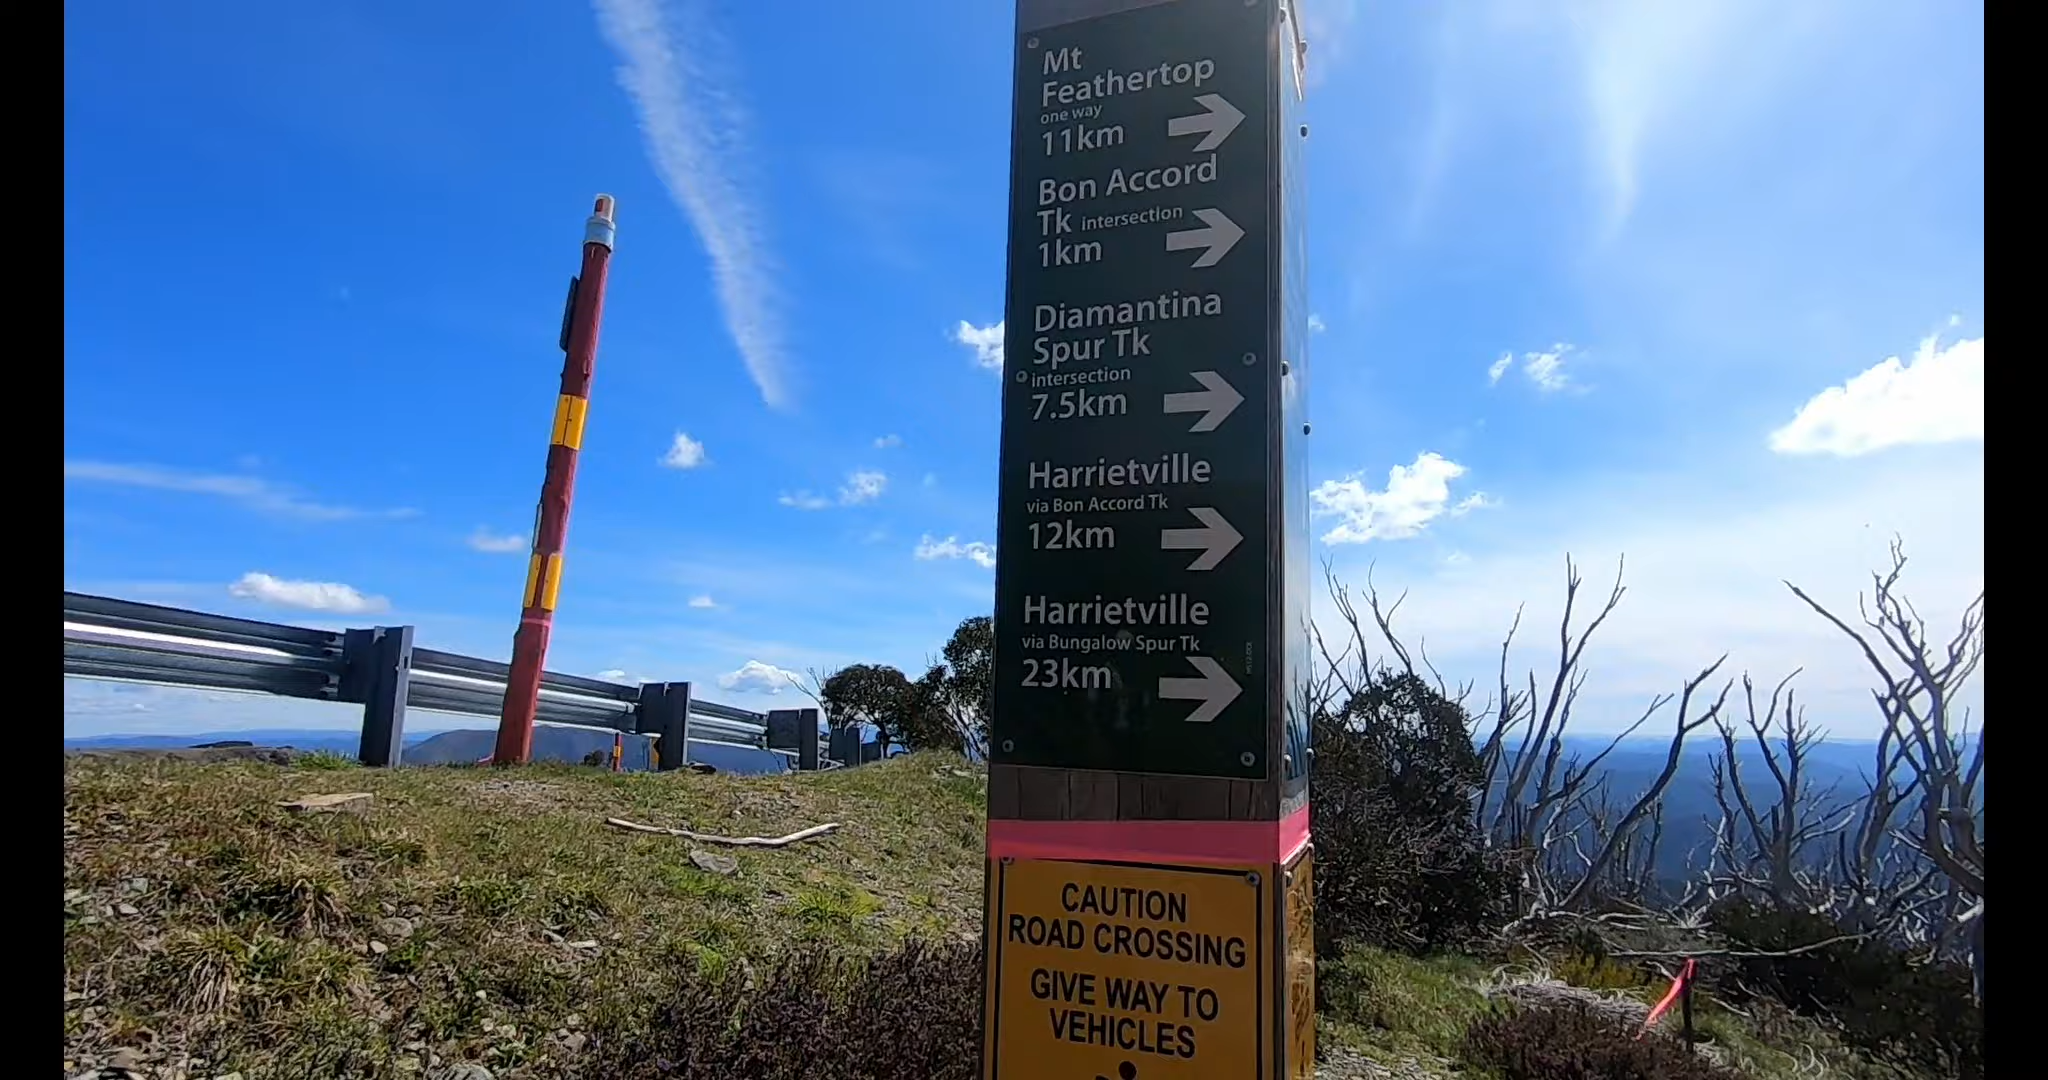 Mt
Feathertop
one way
11km
Bon Accord
Tk intersection
1km
Diamantina
Spur Tk
intersection
7.5km
Harrietville
via Bon Accord Tk
12km
Harrietville
via Bungalow Spur Tk
23km
CAUTION
ROAD CROSSING
GIVE WAY TO
VEHICLES